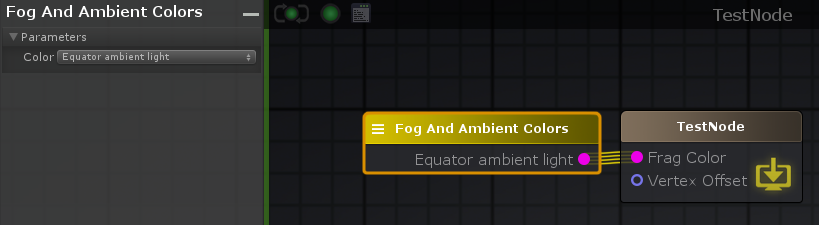 Fog And Ambient Colors
Parameters
Color Equator ambient light
TestNode
Fog And Ambient Colors
Equator ambient light
TestNode
Frag Color
Vertex Offset